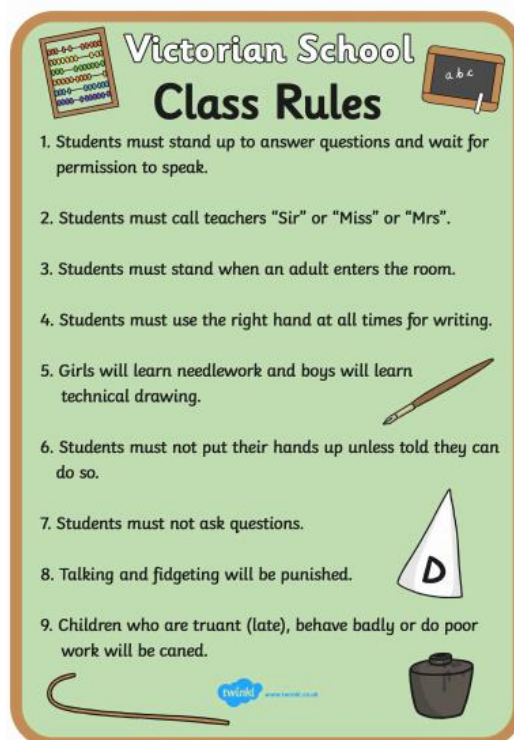 Victorian School
abc
Class Rules
1. Students must stand up to answer questions and wait for
permission to speak.
2. Students must call teachers “Sir” or “Miss” or “Mrs”.
3. Students must stand when an adult enters the room.
4. Students must use the right hand at all times for writing.
5. Girls will learn needlework and boys will learn
technical drawing.
6. Students must not put their hands up unless told they can
do so.
7. Students must not ask questions.
8. Talking and fidgeting will be punished.
D
9. Children who are truant (late), behave badly or do poor
work will be caned.
twinkl www.twinkl.co.uk